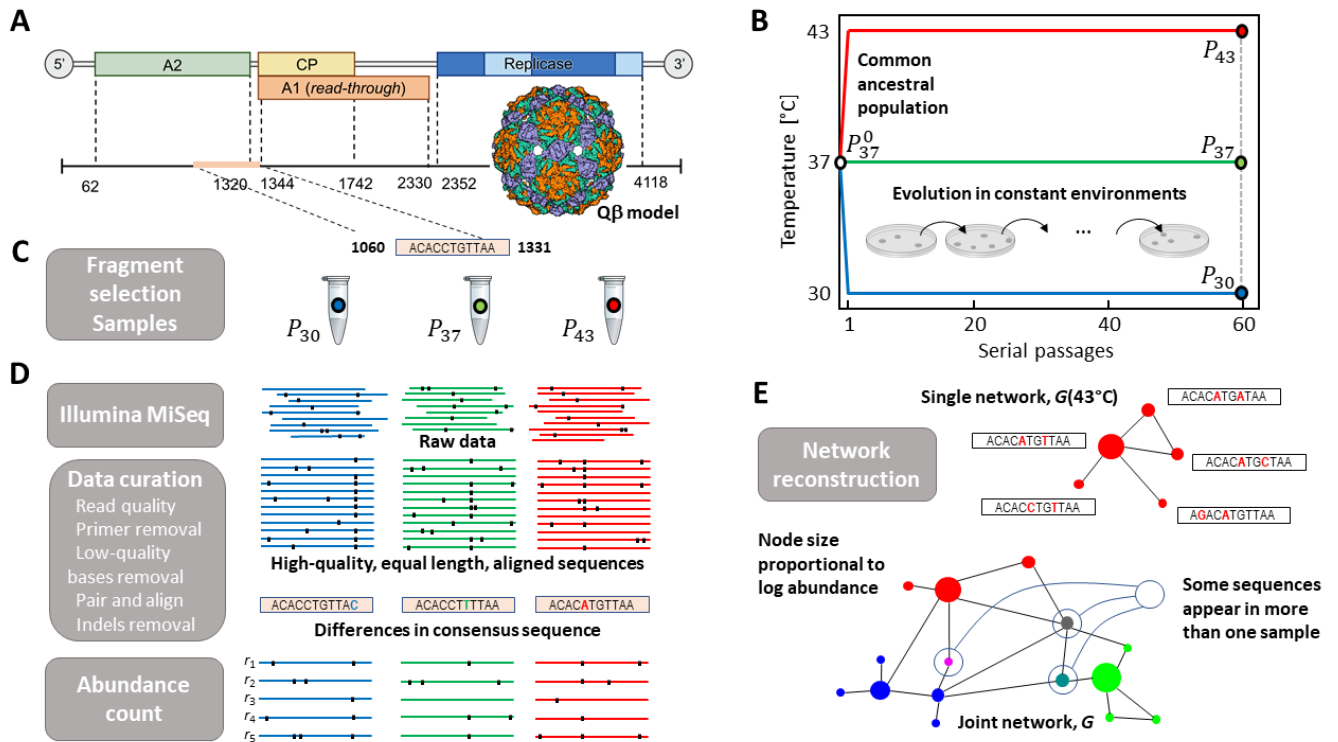 A
5'
A2
CP
Replicase
3'
A1 (read-through)
62
1320
1344
1742
2330
2352
4118
Qβ model
1060
ACACCTGTTAA
1331
B
Temperature [°C]
43
37
30
Common
ancestral
population
P43
P⁰37
P37
Evolution in constant environments
...
P30
1
20
40
60
Serial passages
C
Fragment
selection
Samples
P30
P37
P43
D
Illumina MiSeq
Raw data
Data curation
Read quality
Primer removal
Low-quality
bases removal
Pair and align
Indels removal
High-quality, equal length, aligned sequences
ACACCTGTTAC
ACACCTTTTAA
ACACATGTTAA
Differences in consensus sequence
Abundance
count
r1
r2
r3
r4
r5
E
Single network, G(43°C)
ACACATGATAA
ACACATGTTAA
ACACATGCTAA
ACACCTGTTAA
AGACATGTTAA
Network
reconstruction
Node size
proportional to
log abundance
Some sequences
appear in more
than one sample
Joint network, G